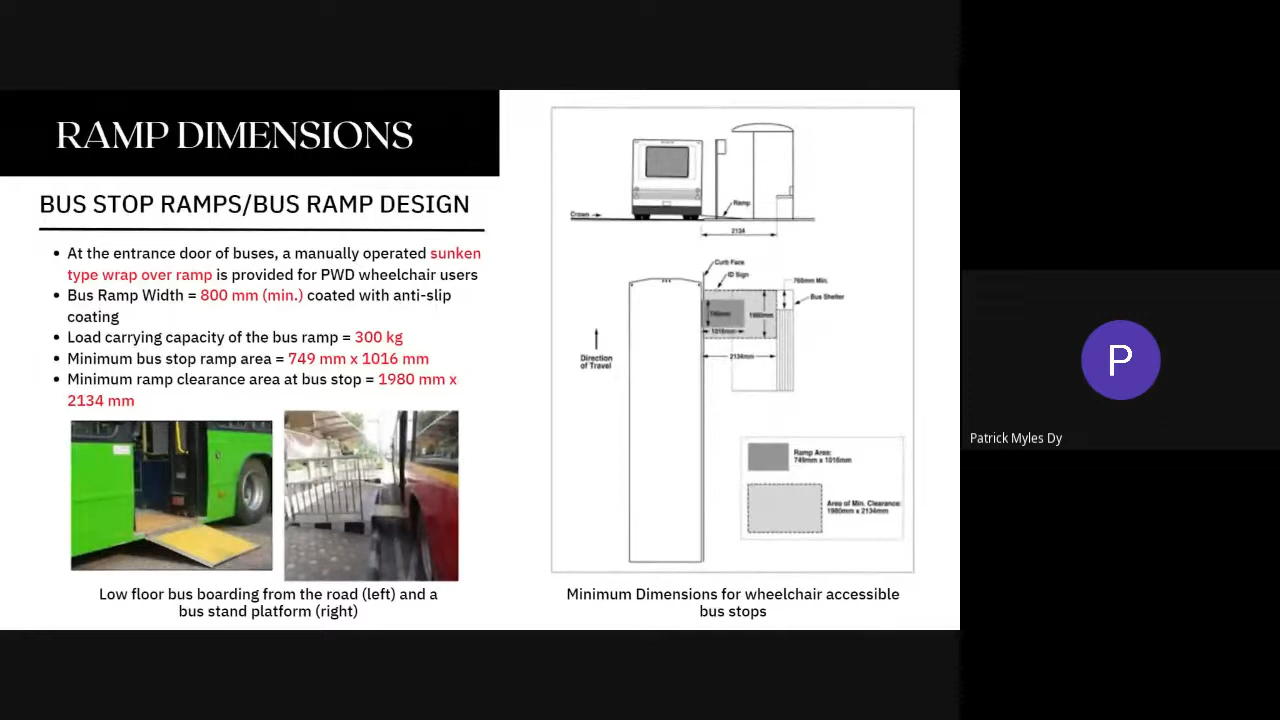 RAMP DIMENSIONS
BUS STOP RAMPS/BUS RAMP DESIGN
• At the entrance door of buses, a manually operated sunken
type wrap over ramp is provided for PWD wheelchair users
• Bus Ramp Width = 800 mm (min.) coated with anti-slip
coating
• Load carrying capacity of the bus ramp = 300 kg
• Minimum bus stop ramp area = 749 mm x 1016 mm
• Minimum ramp clearance area at bus stop = 1980 mm x
2134 mm
Low floor bus boarding from the road (left) and a
bus stand platform (right)
Crown
Ramp
2134
Curb Face
ID Sign
760mm Min.
Bus Shelter
1980mm
1016mm
2134mm
Direction
of Travel
Ramp Area:
749mm x 1016mm
Area of Min. Clearance:
1980mm x 2134mm
Minimum Dimensions for wheelchair accessible
bus stops
P
Patrick Myles Dy